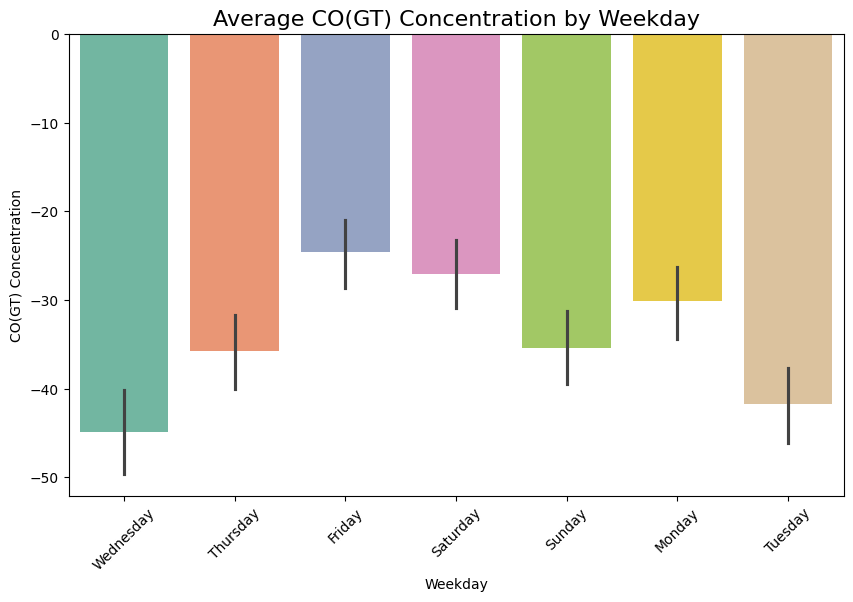 Average CO(GT) Concentration by Weekday
CO(GT) Concentration
0
−10
−20
−30
−40
−50
Wednesday
Thursday
Friday
Saturday
Sunday
Monday
Tuesday
Weekday